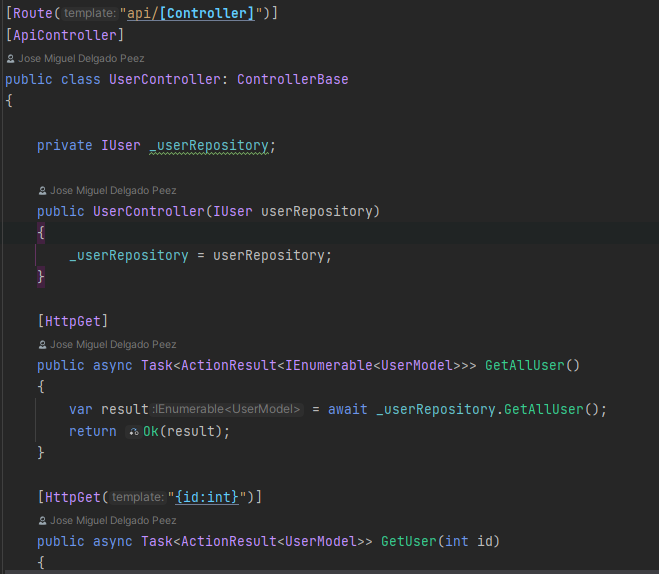 [Route(template:"api/[Controller]")]
[ApiController]
Jose Miguel Delgado Peez
public class UserController: ControllerBase
{
private IUser _userRepository;
Jose Miguel Delgado Peez
public UserController(IUser userRepository)
{
_userRepository = userRepository;
}
[HttpGet]
Jose Miguel Delgado Peez
public async Task<ActionResult<IEnumerable<UserModel>>> GetAllUser()
{
var result:IEnumerable<UserModel> = await _userRepository.GetAllUser();
return Ok(result);
}
[HttpGet(template:"{id:int}")]
Jose Miguel Delgado Peez
public async Task<ActionResult<UserModel>> GetUser(int id)
{